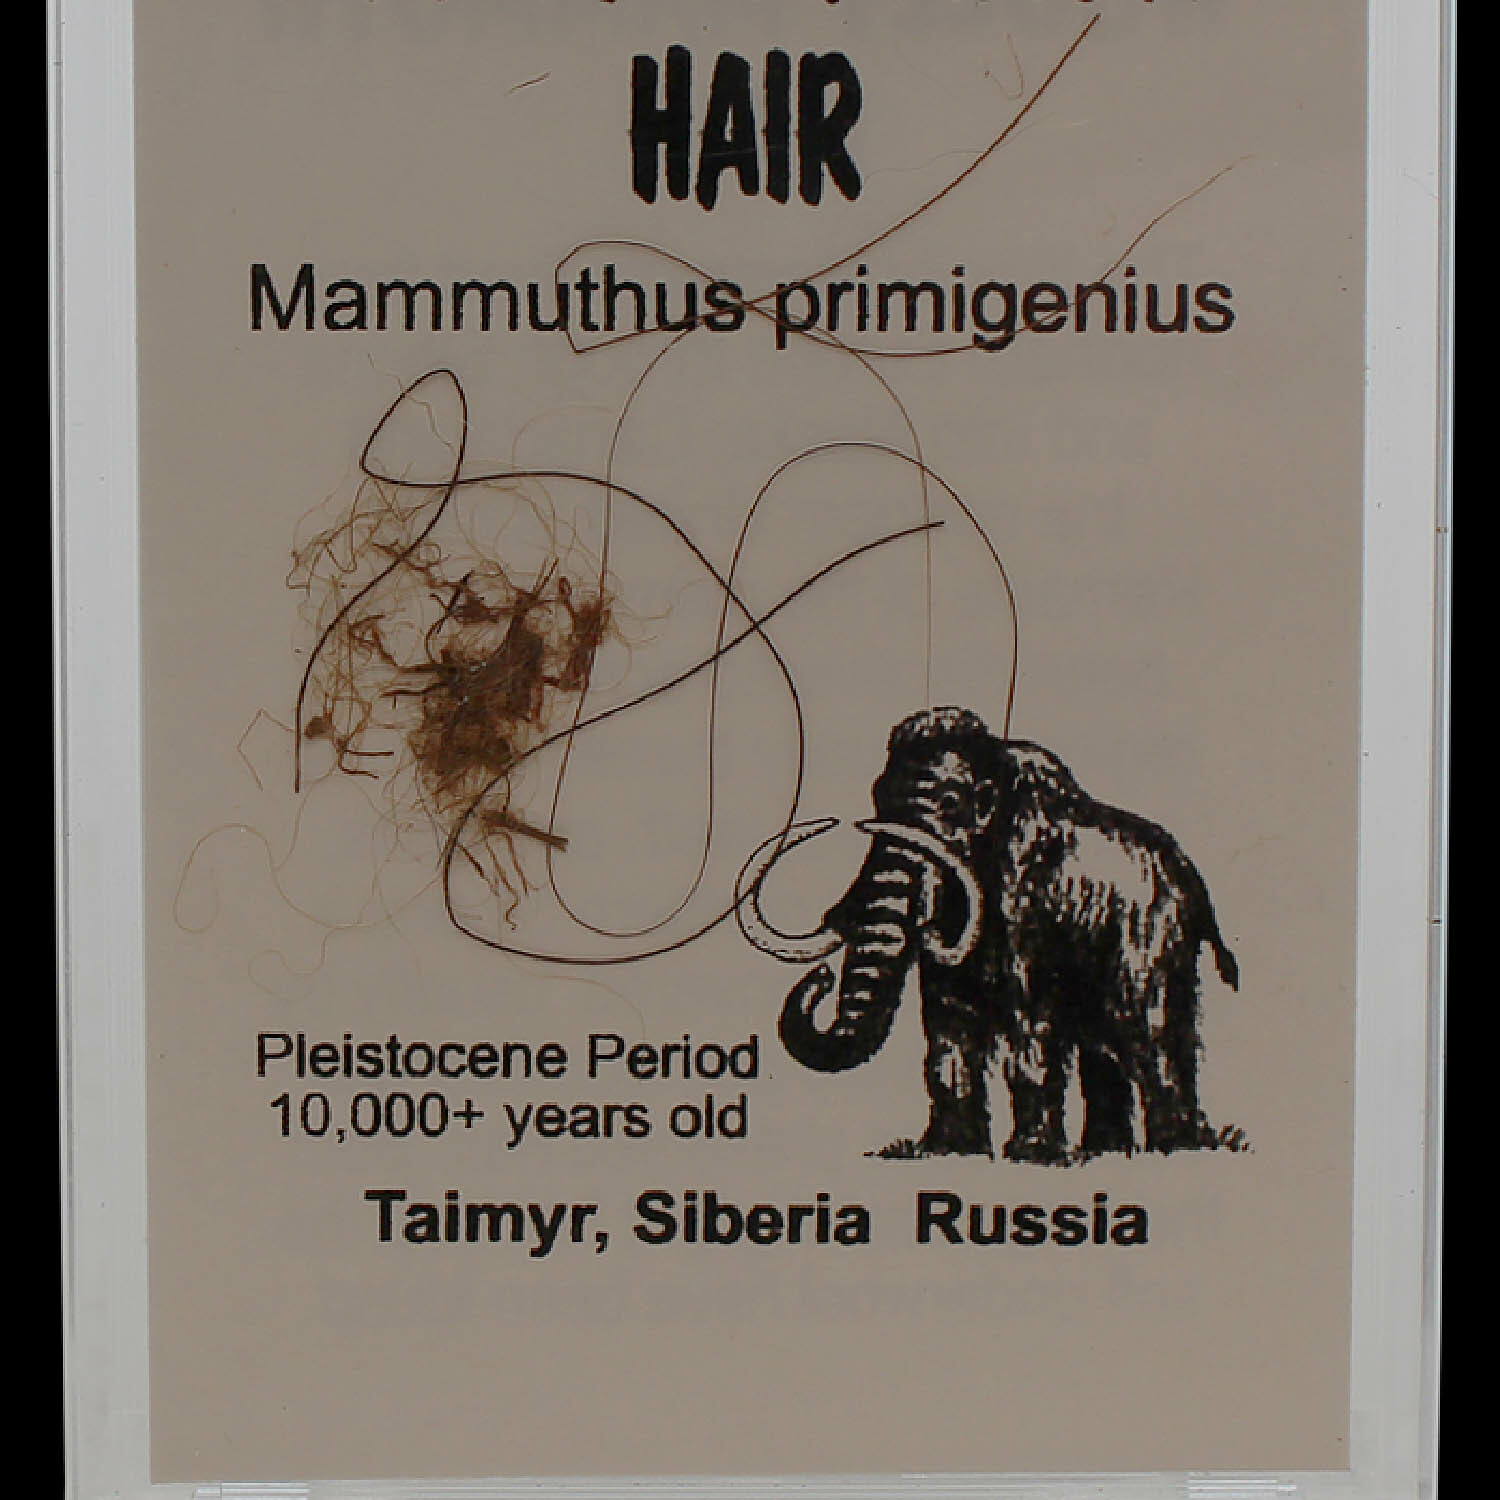 HAIR
Mammuthus primigenius
Pleistocene Period
10,000+ years old
Taimyr, Siberia Russia